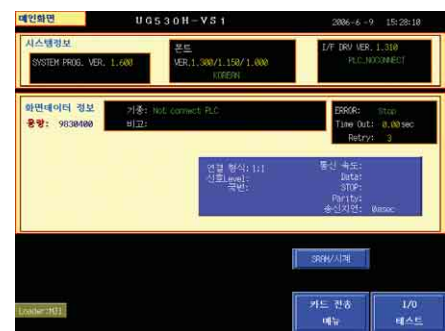 메인화면
UG530H-VS1
2006-6-9 15:28:10
시스템정보
SYSTEM PROG. VER. 1.600
폰트
VER.1.300/1.150/1.000
KOREAN
I/F DRV VER. 1.310
PLC_NOCONNECT
화면데이터 정보
용량: 9830400
기종: Not connect PLC
비고:
ERROR: Stop
Time Out: 0.00 sec
Retry: 3
연결 형식: 1:1
신호Level:
국번:
통신 속도:
Data:
STOP:
Parity:
송신지연: 0msec
SRAM/시계
Loader:MJ1
카드 전송
메뉴
I/O
테스트